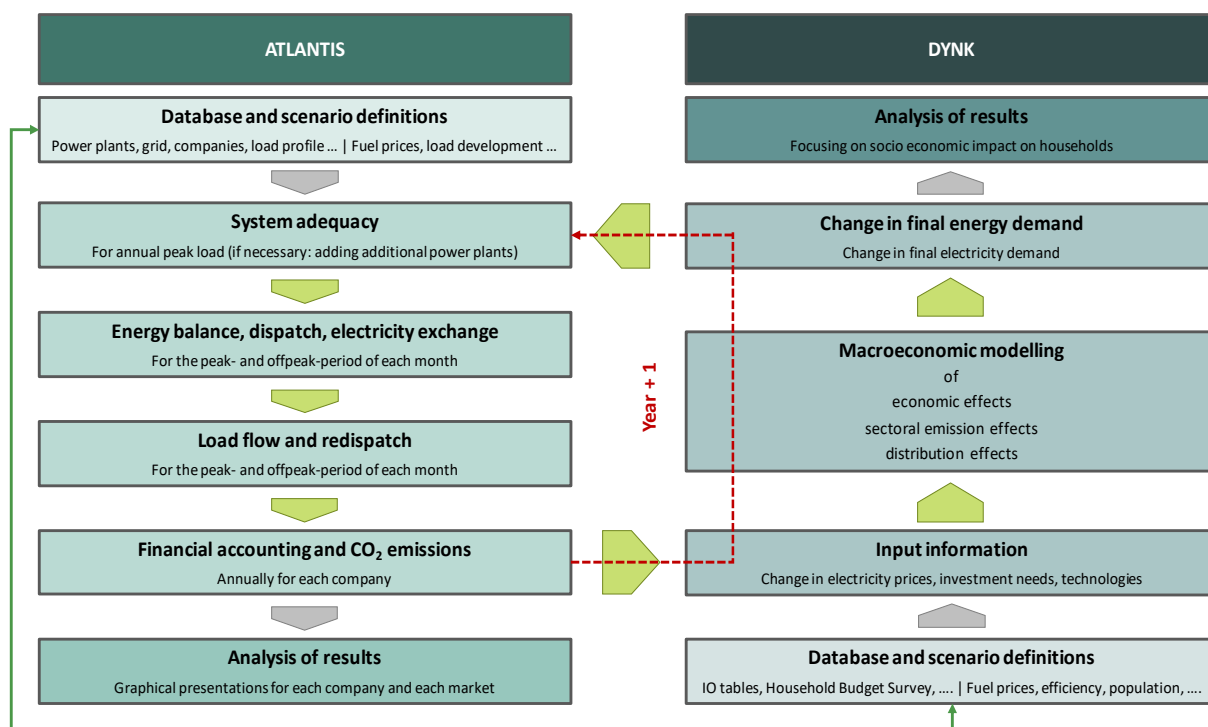 ATLANTIS
Database and scenario definitions
Power plants, grid, companies, load profile … | Fuel prices, load development …
System adequacy
For annual peak load (if necessary: adding additional power plants)
Energy balance, dispatch, electricity exchange
For the peak- and offpeak-period of each month
Load flow and redispatch
For the peak- and offpeak-period of each month
Financial accounting and CO₂ emissions
Annually for each company
Analysis of results
Graphical presentations for each company and each market
Year + 1
DYNK
Analysis of results
Focusing on socio economic impact on households
Change in final energy demand
Change in final electricity demand
Macroeconomic modelling
of
economic effects
sectoral emission effects
distribution effects
Input information
Change in electricity prices, investment needs, technologies
Database and scenario definitions
IO tables, Household Budget Survey, …. | Fuel prices, efficiency, population, ….